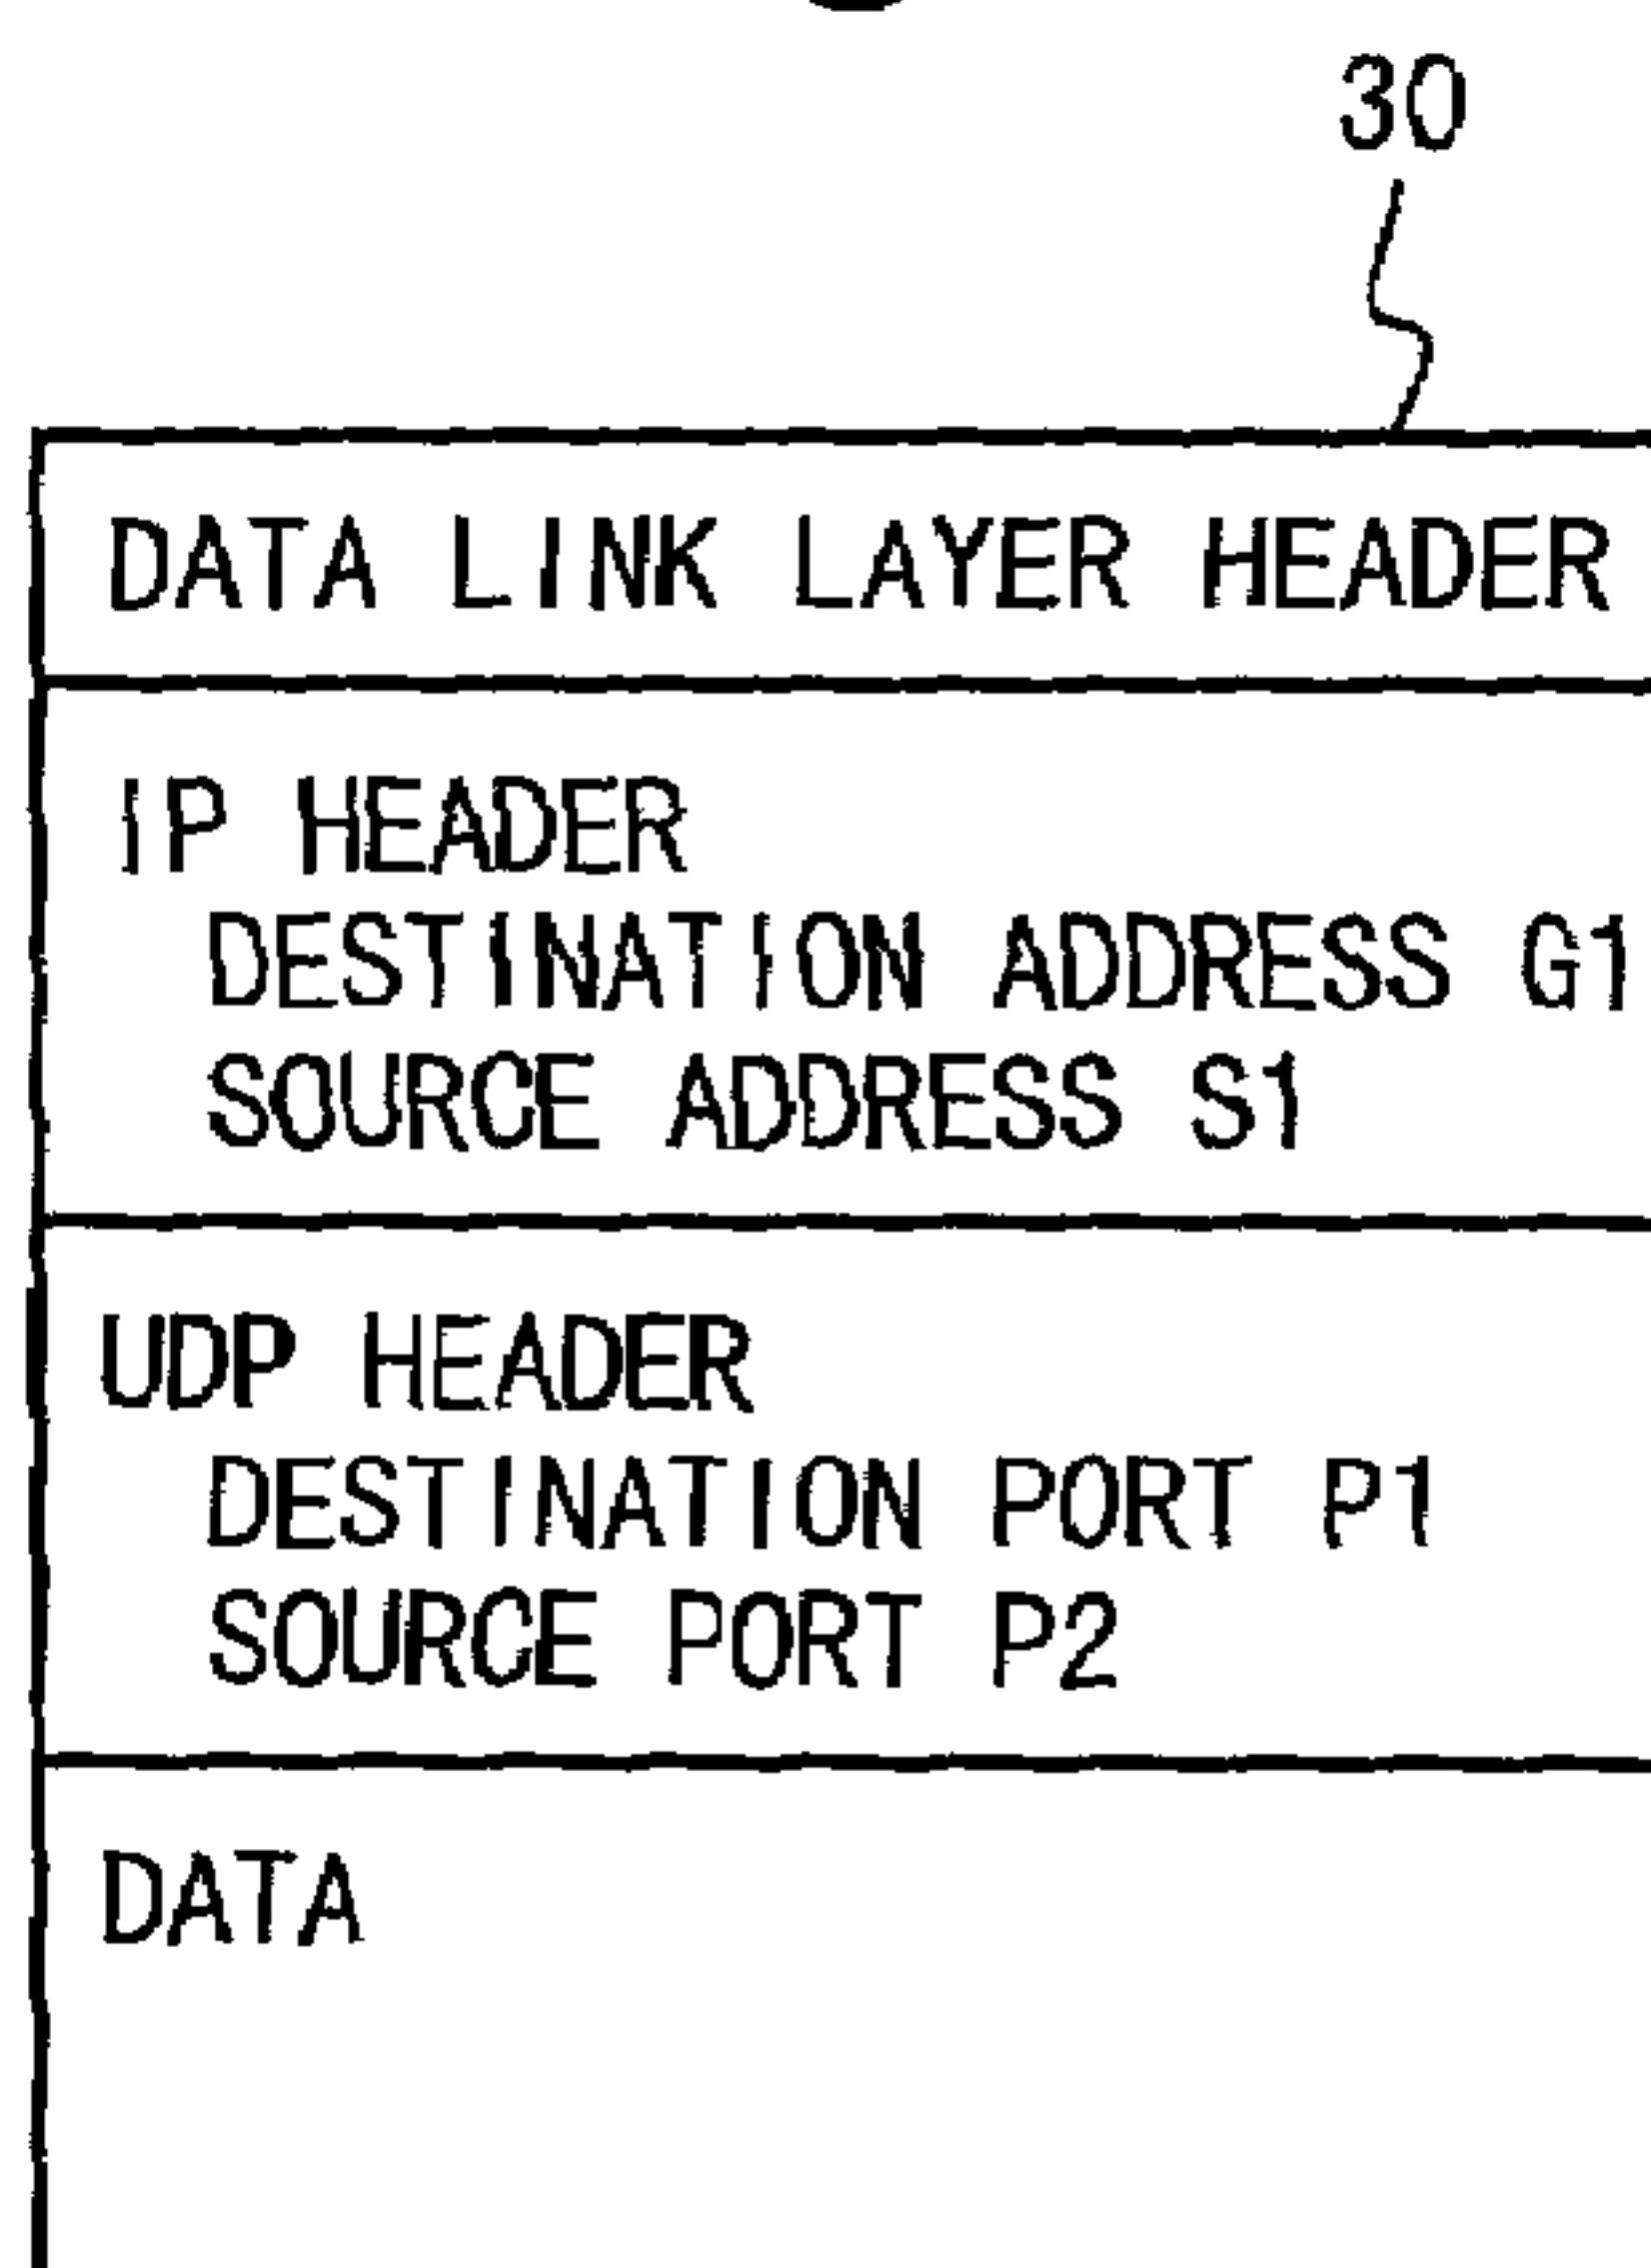 30
DATA LINK LAYER HEADER
IP HEADER
DESTINATION ADDRESS G1
SOURCE ADDRESS S1
UDP HEADER
DESTINATION PORT P1
SOURCE PORT P2
DATA